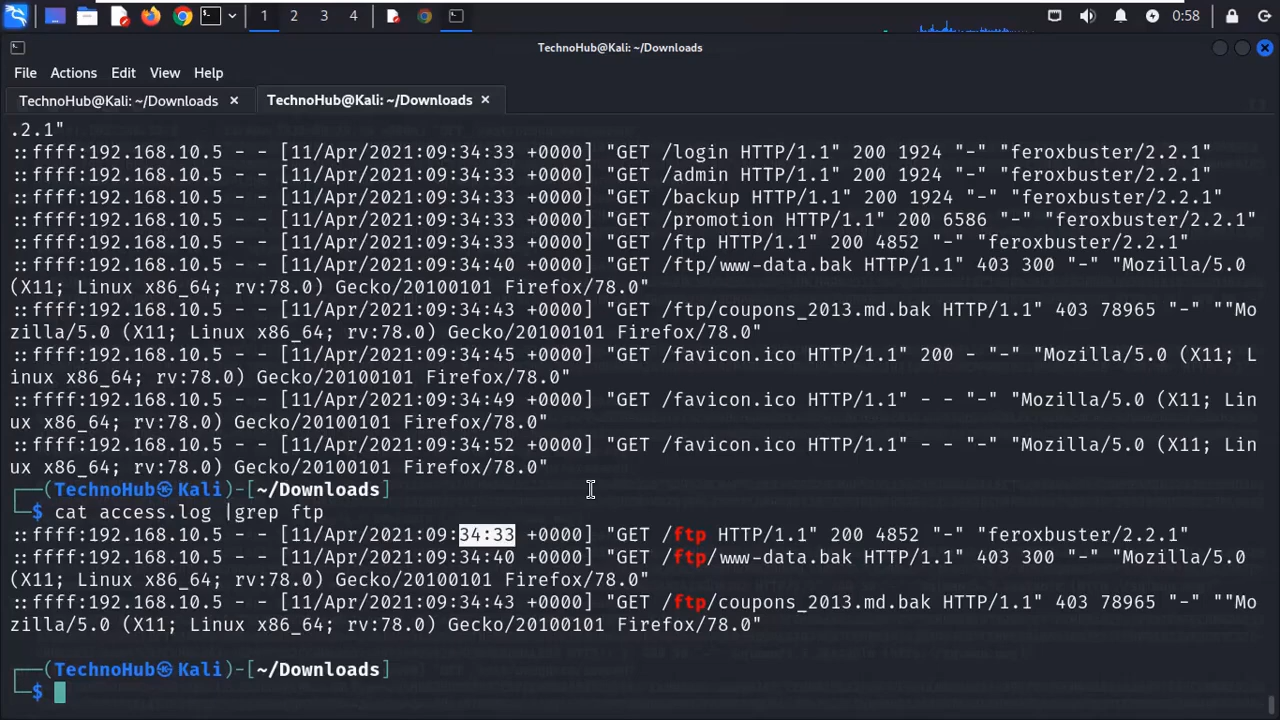 1 2 3 4 0:58
TechnoHub@Kali: ~/Downloads
File Actions Edit View Help
TechnoHub@Kali: ~/Downloads × TechnoHub@Kali: ~/Downloads ×
.2.1"
::ffff:192.168.10.5 - - [11/Apr/2021:09:34:33 +0000] "GET /login HTTP/1.1" 200 1924 "-" "feroxbuster/2.2.1"
::ffff:192.168.10.5 - - [11/Apr/2021:09:34:33 +0000] "GET /admin HTTP/1.1" 200 1924 "-" "feroxbuster/2.2.1"
::ffff:192.168.10.5 - - [11/Apr/2021:09:34:33 +0000] "GET /backup HTTP/1.1" 200 1924 "-" "feroxbuster/2.2.1"
::ffff:192.168.10.5 - - [11/Apr/2021:09:34:33 +0000] "GET /promotion HTTP/1.1" 200 6586 "-" "feroxbuster/2.2.1"
::ffff:192.168.10.5 - - [11/Apr/2021:09:34:33 +0000] "GET /ftp HTTP/1.1" 200 4852 "-" "feroxbuster/2.2.1"
::ffff:192.168.10.5 - - [11/Apr/2021:09:34:40 +0000] "GET /ftp/www-data.bak HTTP/1.1" 403 300 "-" "Mozilla/5.0
(X11; Linux x86_64; rv:78.0) Gecko/20100101 Firefox/78.0"
::ffff:192.168.10.5 - - [11/Apr/2021:09:34:43 +0000] "GET /ftp/coupons_2013.md.bak HTTP/1.1" 403 78965 "-" ""Mo
zilla/5.0 (X11; Linux x86_64; rv:78.0) Gecko/20100101 Firefox/78.0"
::ffff:192.168.10.5 - - [11/Apr/2021:09:34:45 +0000] "GET /favicon.ico HTTP/1.1" 200 - "-" "Mozilla/5.0 (X11; L
inux x86_64; rv:78.0) Gecko/20100101 Firefox/78.0"
::ffff:192.168.10.5 - - [11/Apr/2021:09:34:49 +0000] "GET /favicon.ico HTTP/1.1" - - "-" "Mozilla/5.0 (X11; Lin
ux x86_64; rv:78.0) Gecko/20100101 Firefox/78.0"
::ffff:192.168.10.5 - - [11/Apr/2021:09:34:52 +0000] "GET /favicon.ico HTTP/1.1" - - "-" "Mozilla/5.0 (X11; Lin
ux x86_64; rv:78.0) Gecko/20100101 Firefox/78.0"
┌──(TechnoHub㉿Kali)-[~/Downloads]
└─$ cat access.log |grep ftp
::ffff:192.168.10.5 - - [11/Apr/2021:09:34:33 +0000] "GET /ftp HTTP/1.1" 200 4852 "-" "feroxbuster/2.2.1"
::ffff:192.168.10.5 - - [11/Apr/2021:09:34:40 +0000] "GET /ftp/www-data.bak HTTP/1.1" 403 300 "-" "Mozilla/5.0
(X11; Linux x86_64; rv:78.0) Gecko/20100101 Firefox/78.0"
::ffff:192.168.10.5 - - [11/Apr/2021:09:34:43 +0000] "GET /ftp/coupons_2013.md.bak HTTP/1.1" 403 78965 "-" ""Mo
zilla/5.0 (X11; Linux x86_64; rv:78.0) Gecko/20100101 Firefox/78.0"
┌──(TechnoHub㉿Kali)-[~/Downloads]
└─$